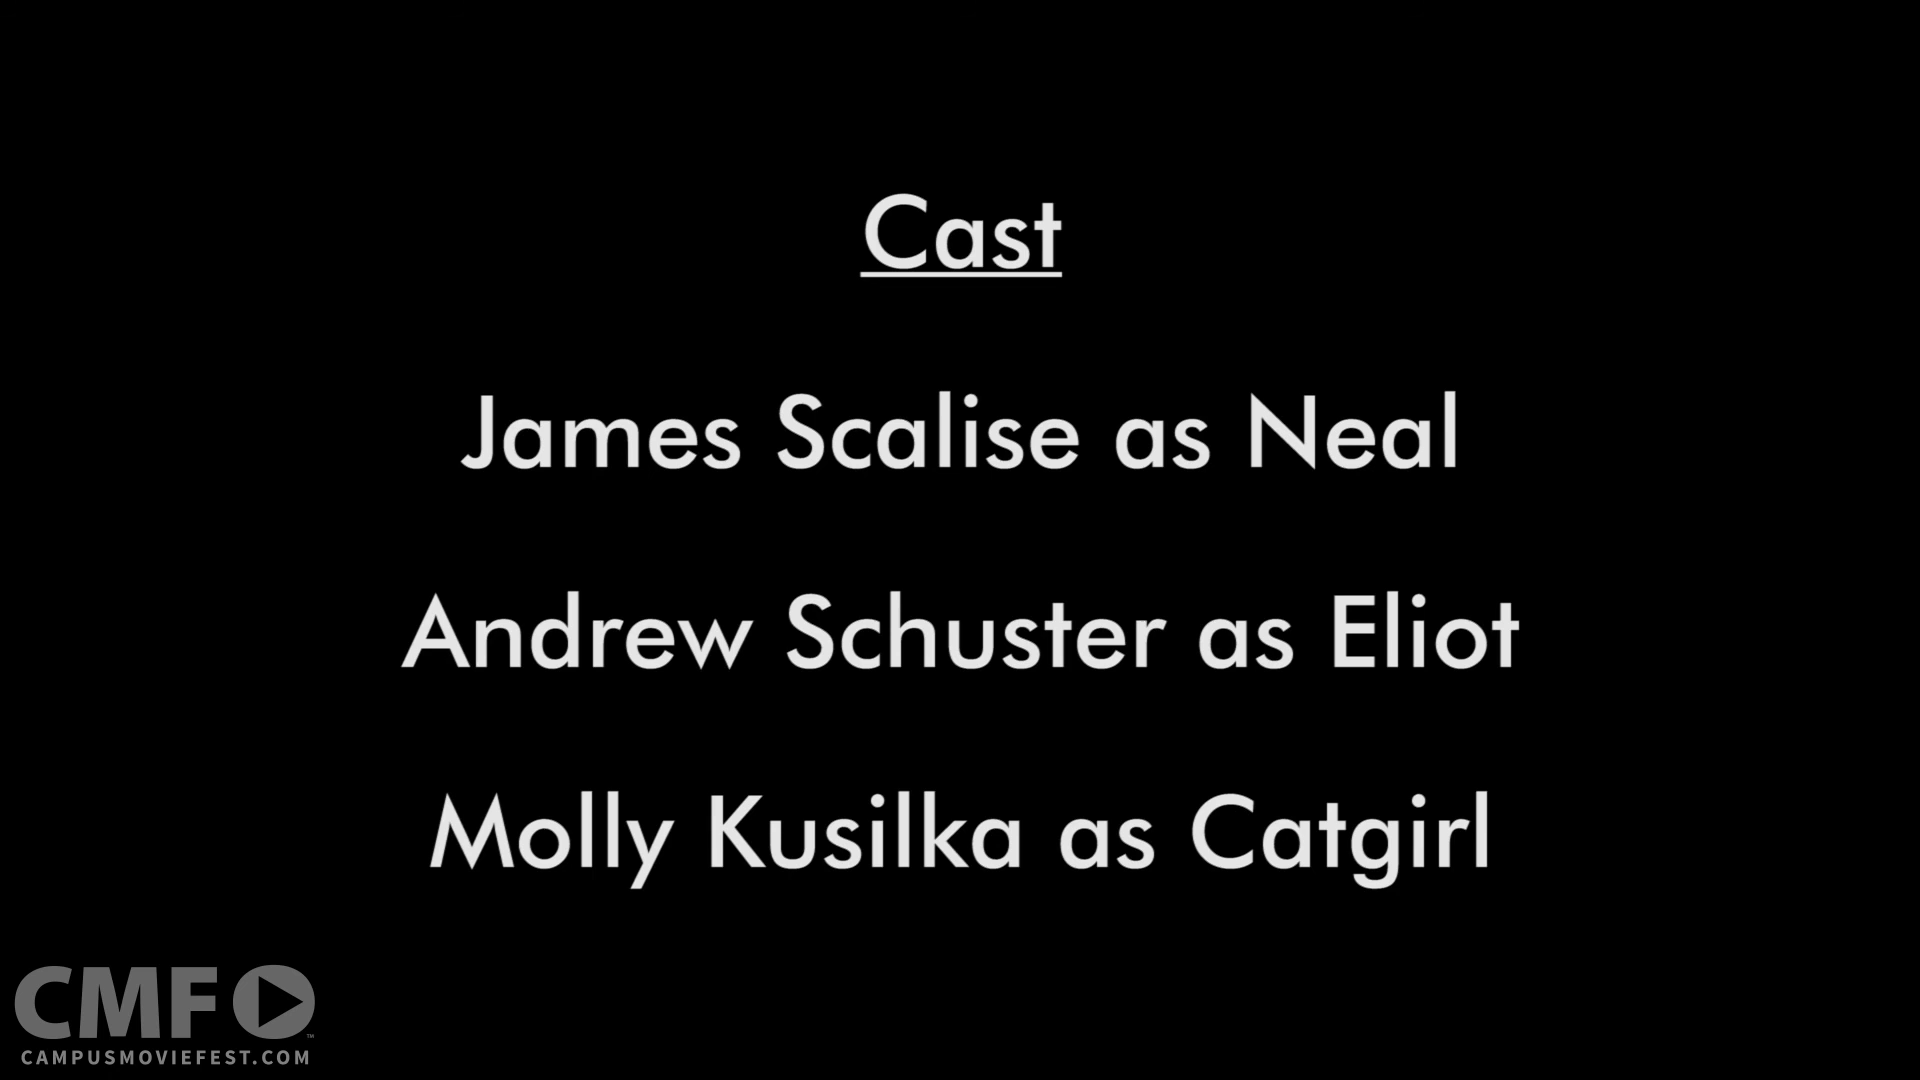 Cast
James Scalise as Neal
Andrew Schuster as Eliot
Molly Kusilka as Catgirl
CMF
CAMPUSMOVIEFEST.COM